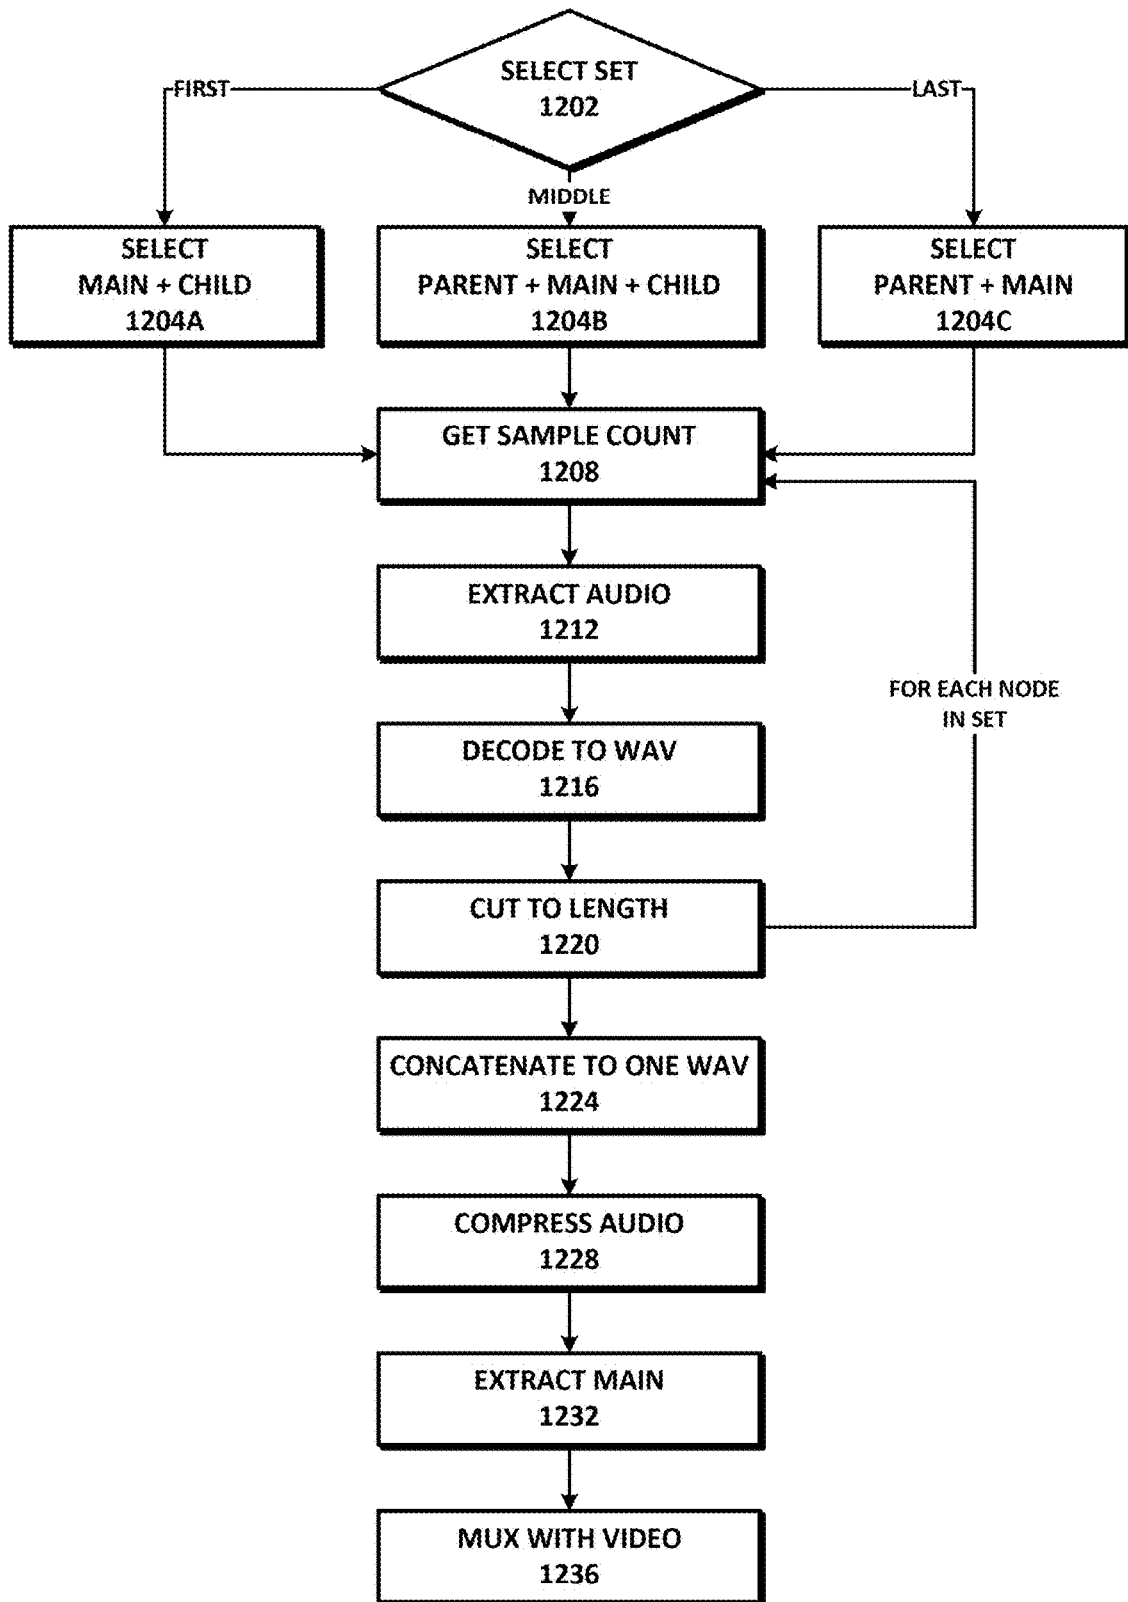 SELECT SET
1202
FIRST
LAST
MIDDLE
SELECT
MAIN + CHILD
1204A
SELECT
PARENT + MAIN + CHILD
1204B
SELECT
PARENT + MAIN
1204C
GET SAMPLE COUNT
1208
EXTRACT AUDIO
1212
FOR EACH NODE
IN SET
DECODE TO WAV
1216
CUT TO LENGTH
1220
CONCATENATE TO ONE WAV
1224
COMPRESS AUDIO
1228
EXTRACT MAIN
1232
MUX WITH VIDEO
1236